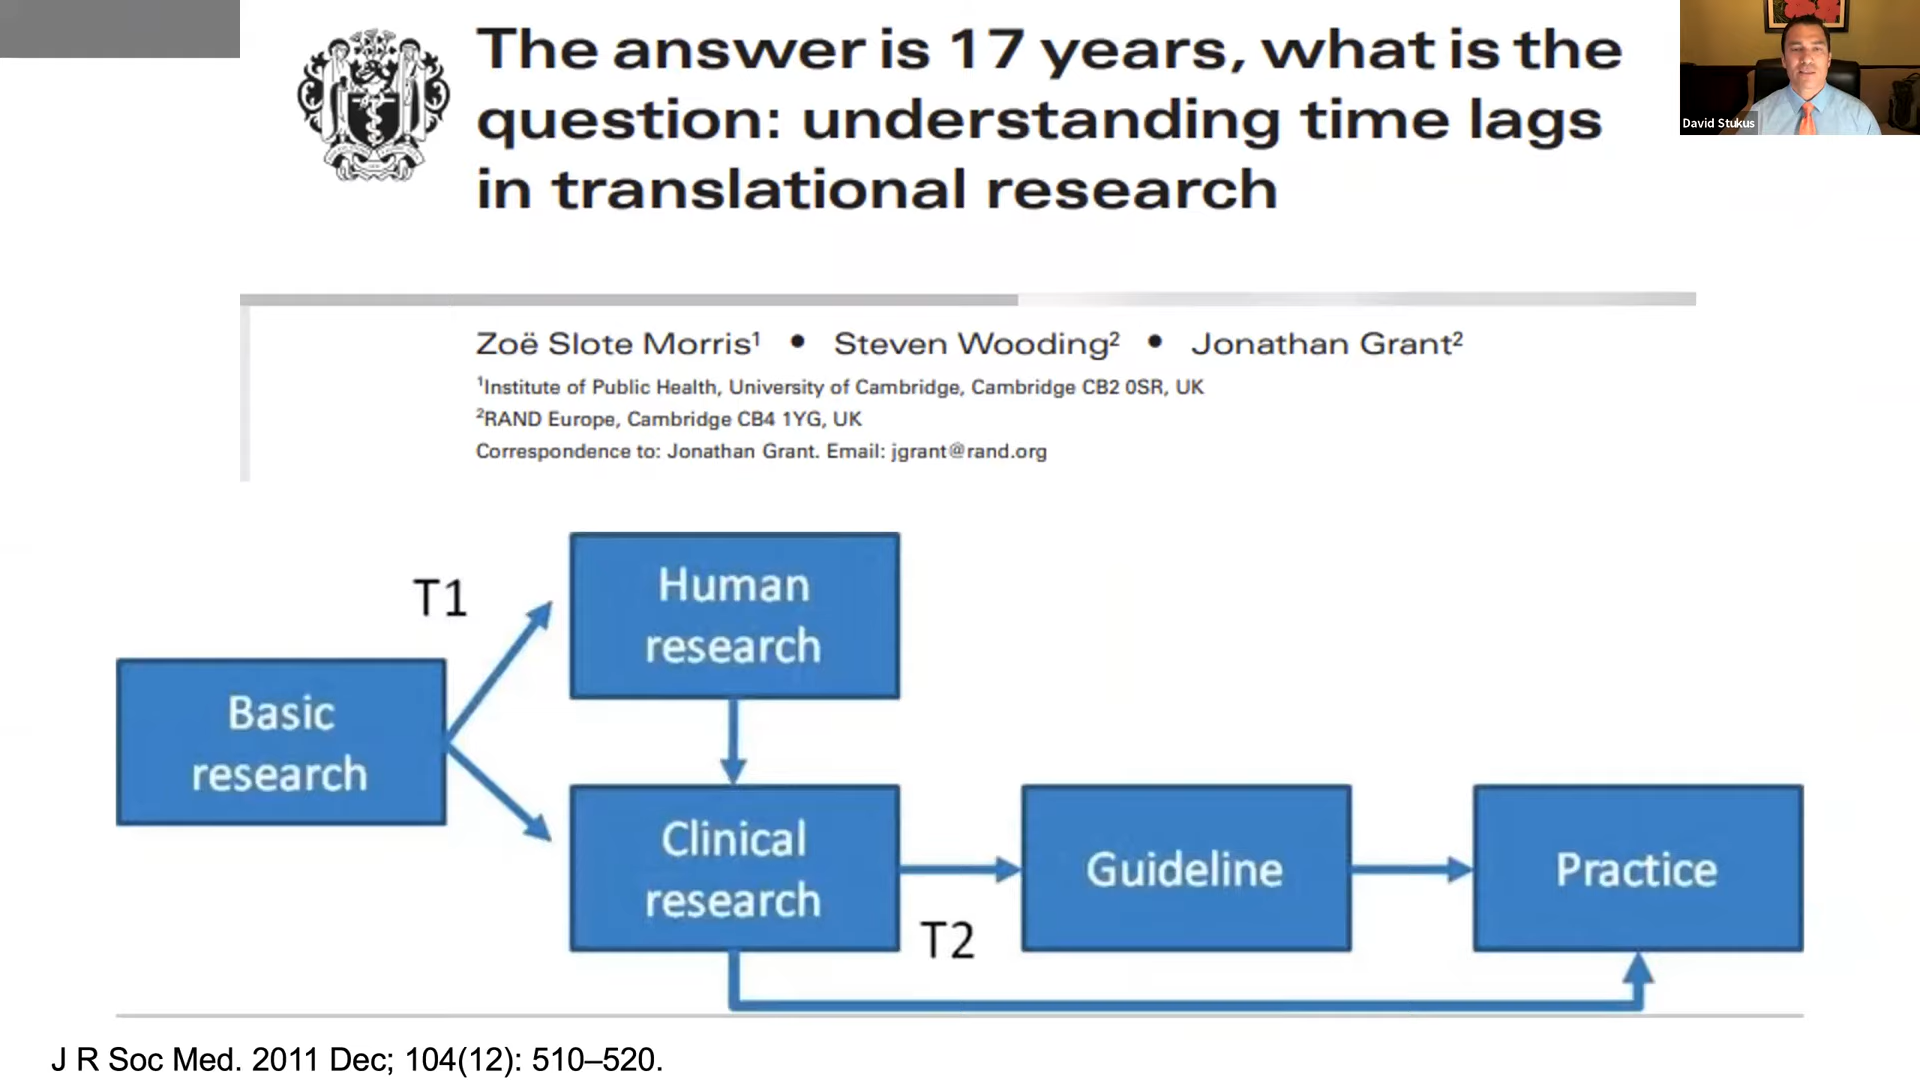 The answer is 17 years, what is the
question: understanding time lags
in translational research
David Stukus
Zoë Slote Morris¹ • Steven Wooding² • Jonathan Grant²
¹Institute of Public Health, University of Cambridge, Cambridge CB2 0SR, UK
²RAND Europe, Cambridge CB4 1YG, UK
Correspondence to: Jonathan Grant. Email: jgrant@rand.org
T1
Human
research
Basic
research
Clinical
research
T2
Guideline
Practice
J R Soc Med. 2011 Dec; 104(12): 510–520.